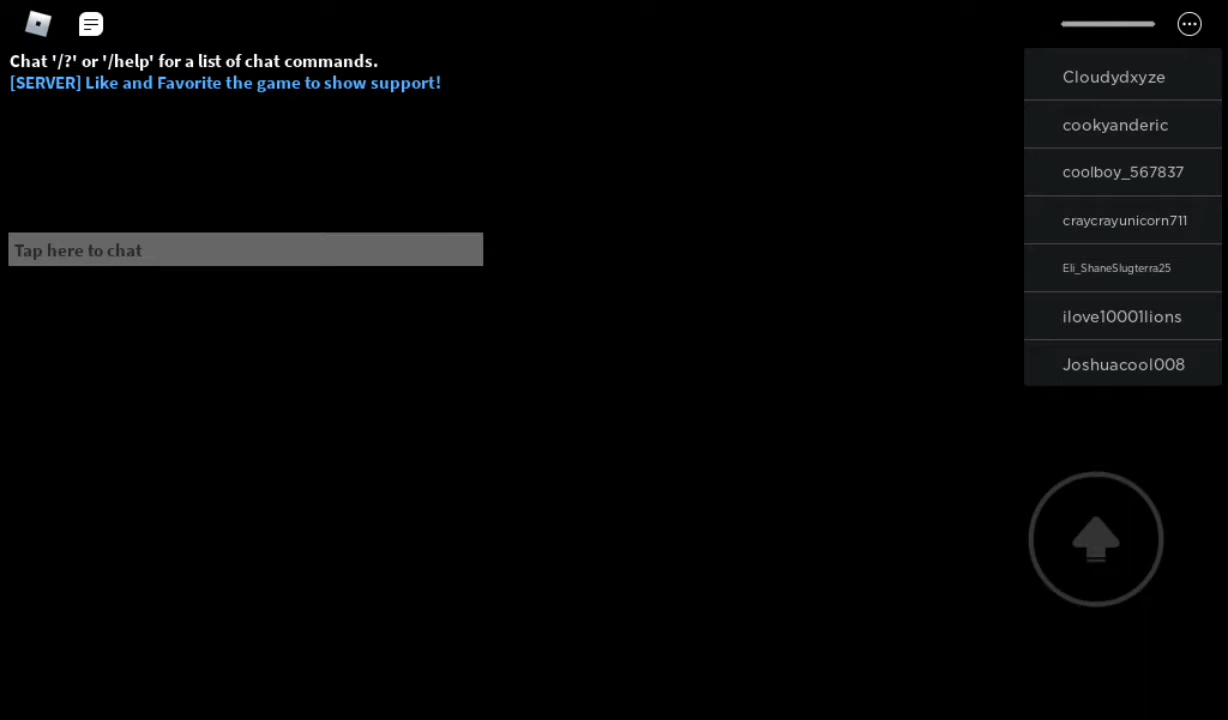 Chat '/?' or '/help' for a list of chat commands.
[SERVER] Like and Favorite the game to show support!
Tap here to chat
Cloudydxyze
cookyanderic
coolboy_567837
craycrayunicorn711
Eli_ShaneSlugterra25
ilove10001lions
Joshuacool008